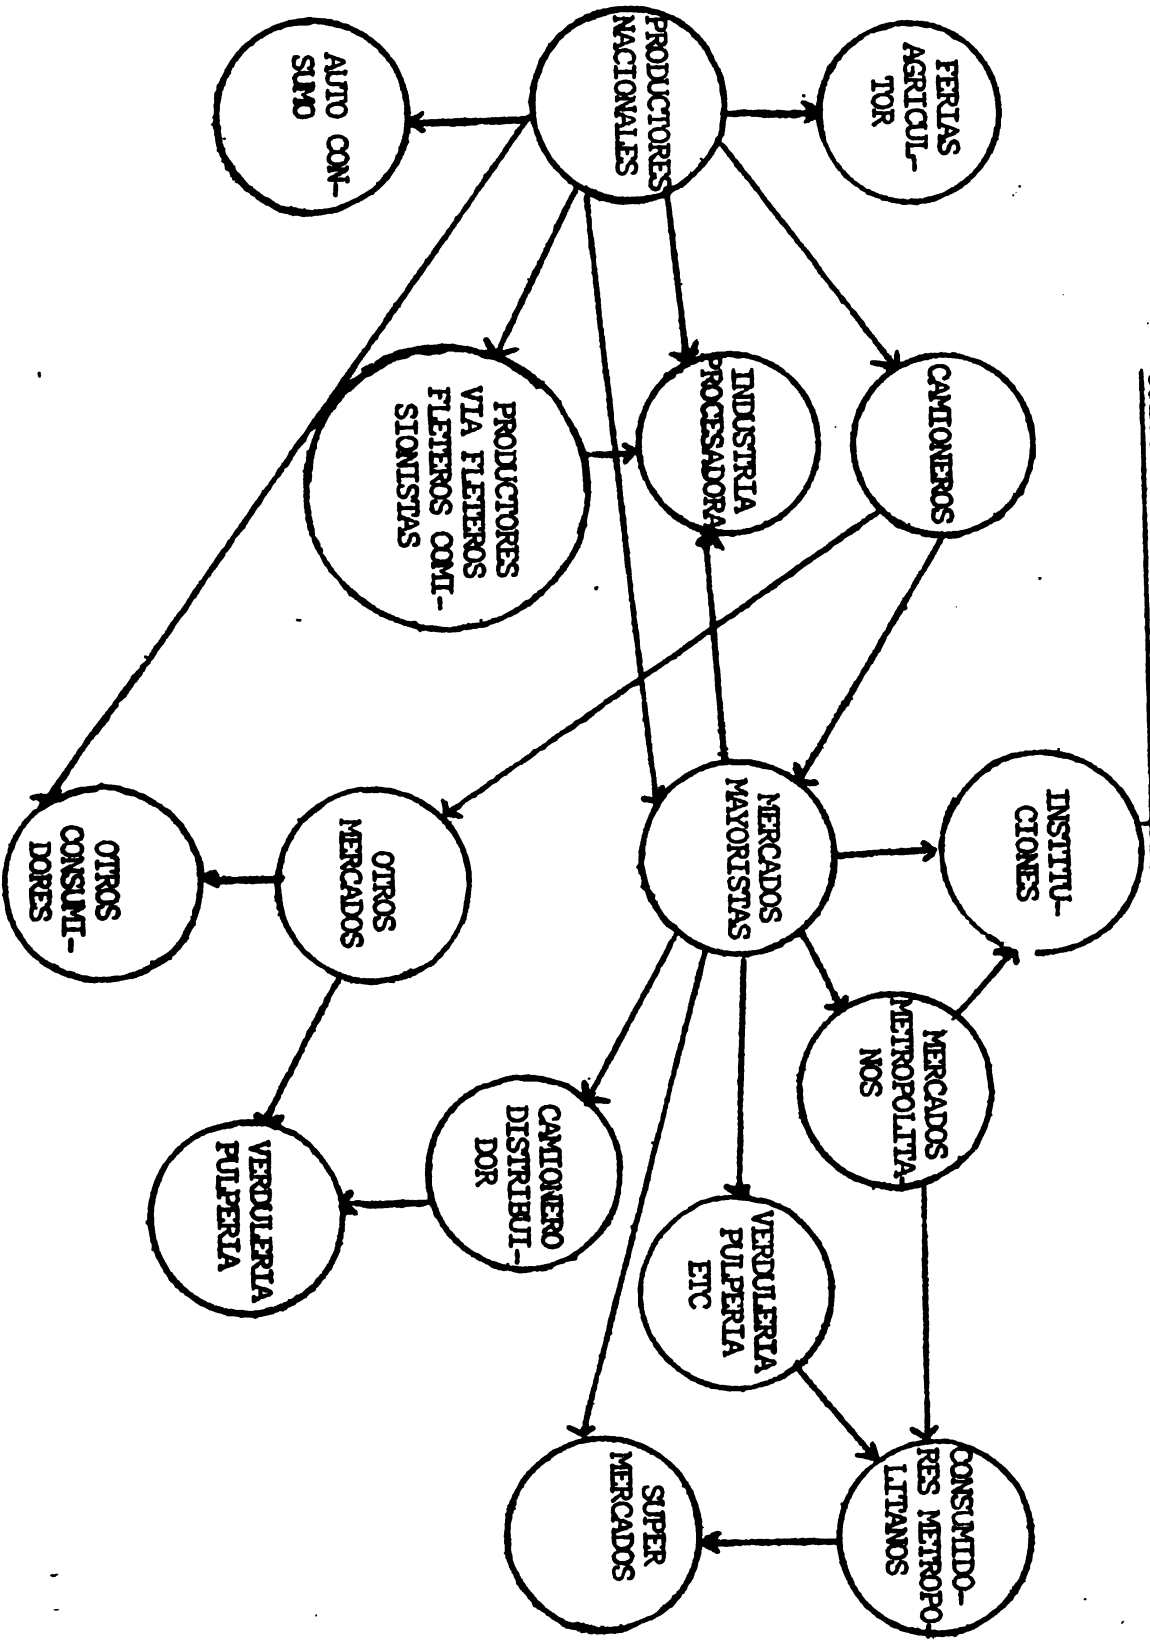 FERIAS
AGRICUL-
TOR
PRODUCTORES
NACIONALES
AUTO CON-
SUMO
CAMIONEROS
INDUSTRIA
PROCESADORA
PRODUCTORES
VIA FLETEROS
FLETEROS COMI-
SIONISTAS
INSTITU-
CIONES
MERCADOS
MAYORISTAS
OTROS
MERCADOS
OTROS
CONSUMI-
DORES
MERCADOS
METROPOLITA-
NOS
VERDULERIA
PULPERIA
ETC
CAMIONERO
DISTRIBUI-
DOR
VERDULERIA
PULPERIA
CONSUMIDO-
RES METROPO-
LITANOS
SUPER
MERCADOS